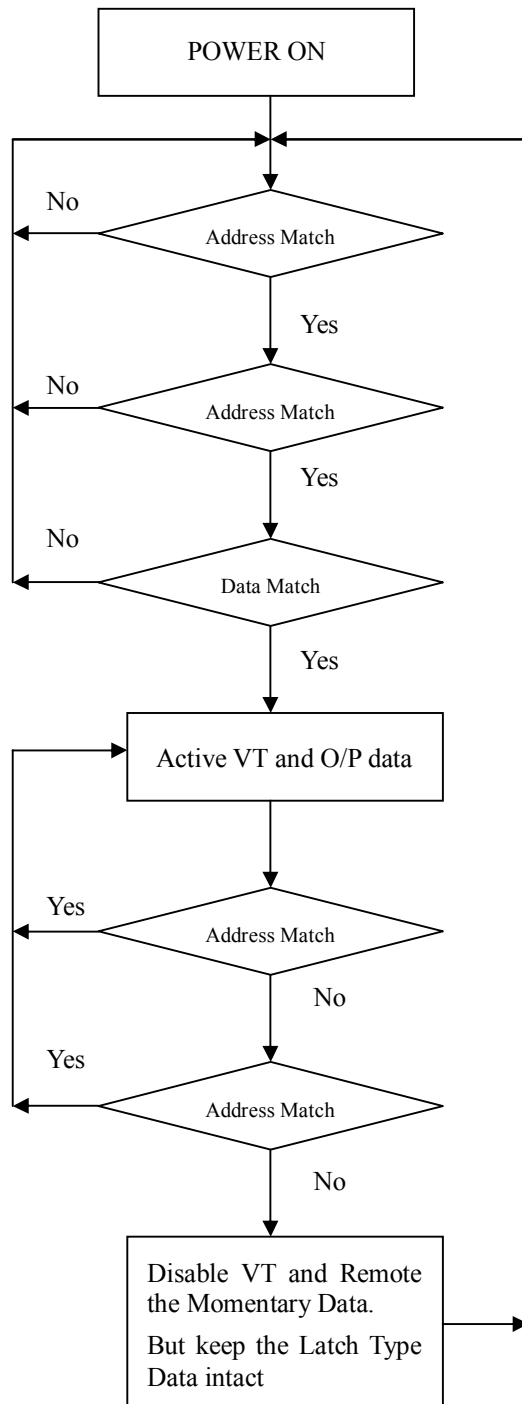 POWER ON
No
Address Match
Yes
No
Address Match
Yes
No
Data Match
Yes
Active VT and O/P data
Yes
Address Match
No
Yes
Address Match
No
Disable VT and Remote
the Momentary Data.
But keep the Latch Type
Data intact